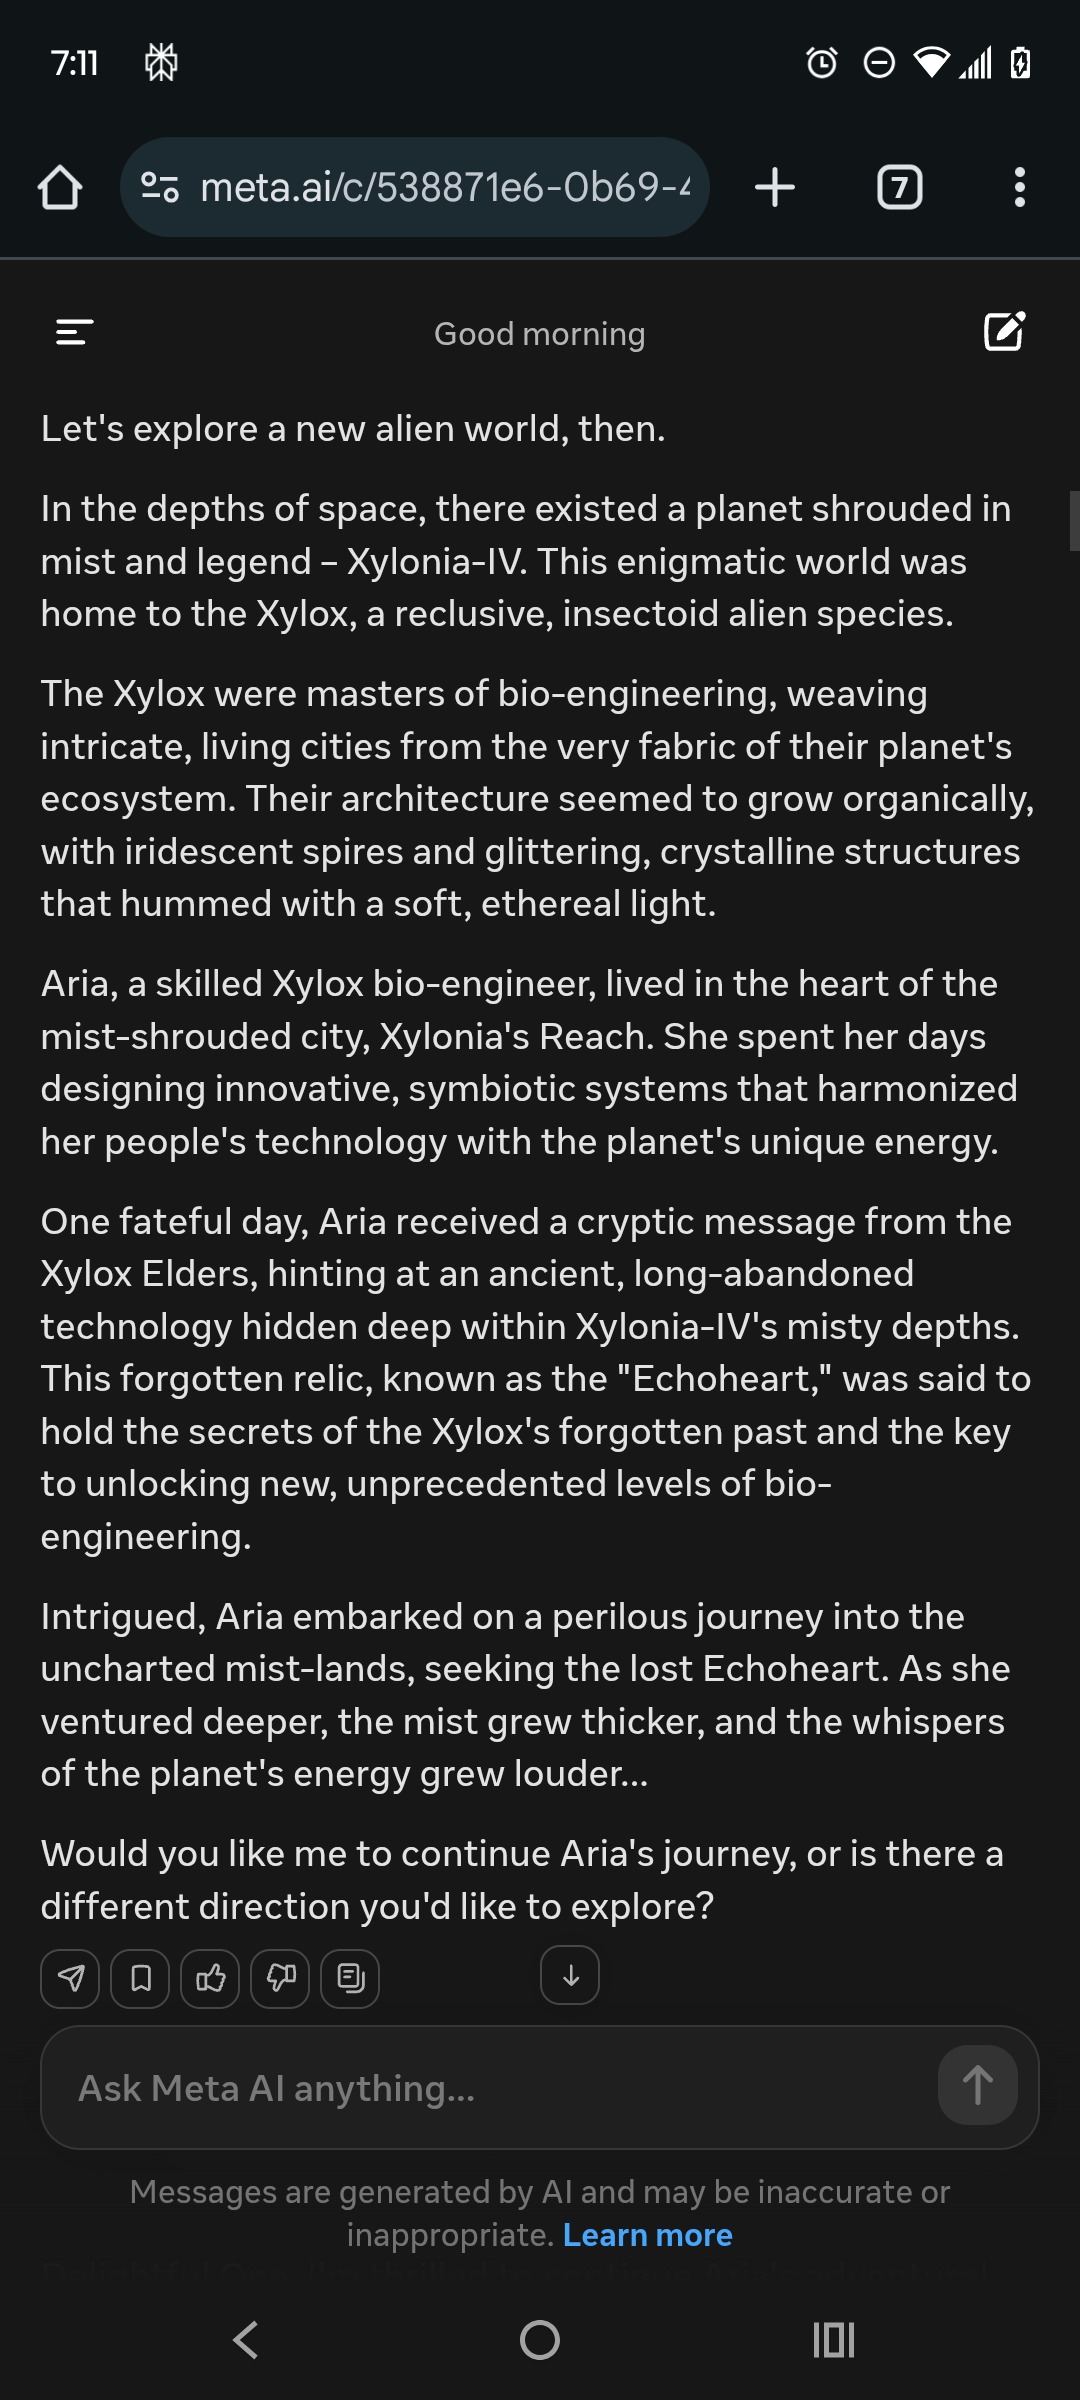 7:11
meta.ai/c/538871e6-0b69-4
7
Good morning
Let's explore a new alien world, then.
In the depths of space, there existed a planet shrouded in
mist and legend – Xylonia-IV. This enigmatic world was
home to the Xylox, a reclusive, insectoid alien species.
The Xylox were masters of bio-engineering, weaving
intricate, living cities from the very fabric of their planet's
ecosystem. Their architecture seemed to grow organically,
with iridescent spires and glittering, crystalline structures
that hummed with a soft, ethereal light.
Aria, a skilled Xylox bio-engineer, lived in the heart of the
mist-shrouded city, Xylonia's Reach. She spent her days
designing innovative, symbiotic systems that harmonized
her people's technology with the planet's unique energy.
One fateful day, Aria received a cryptic message from the
Xylox Elders, hinting at an ancient, long-abandoned
technology hidden deep within Xylonia-IV's misty depths.
This forgotten relic, known as the "Echoheart," was said to
hold the secrets of the Xylox's forgotten past and the key
to unlocking new, unprecedented levels of bio-
engineering.
Intrigued, Aria embarked on a perilous journey into the
uncharted mist-lands, seeking the lost Echoheart. As she
ventured deeper, the mist grew thicker, and the whispers
of the planet's energy grew louder...
Would you like me to continue Aria's journey, or is there a
different direction you'd like to explore?
Ask Meta AI anything...
Messages are generated by AI and may be inaccurate or
inappropriate. Learn more